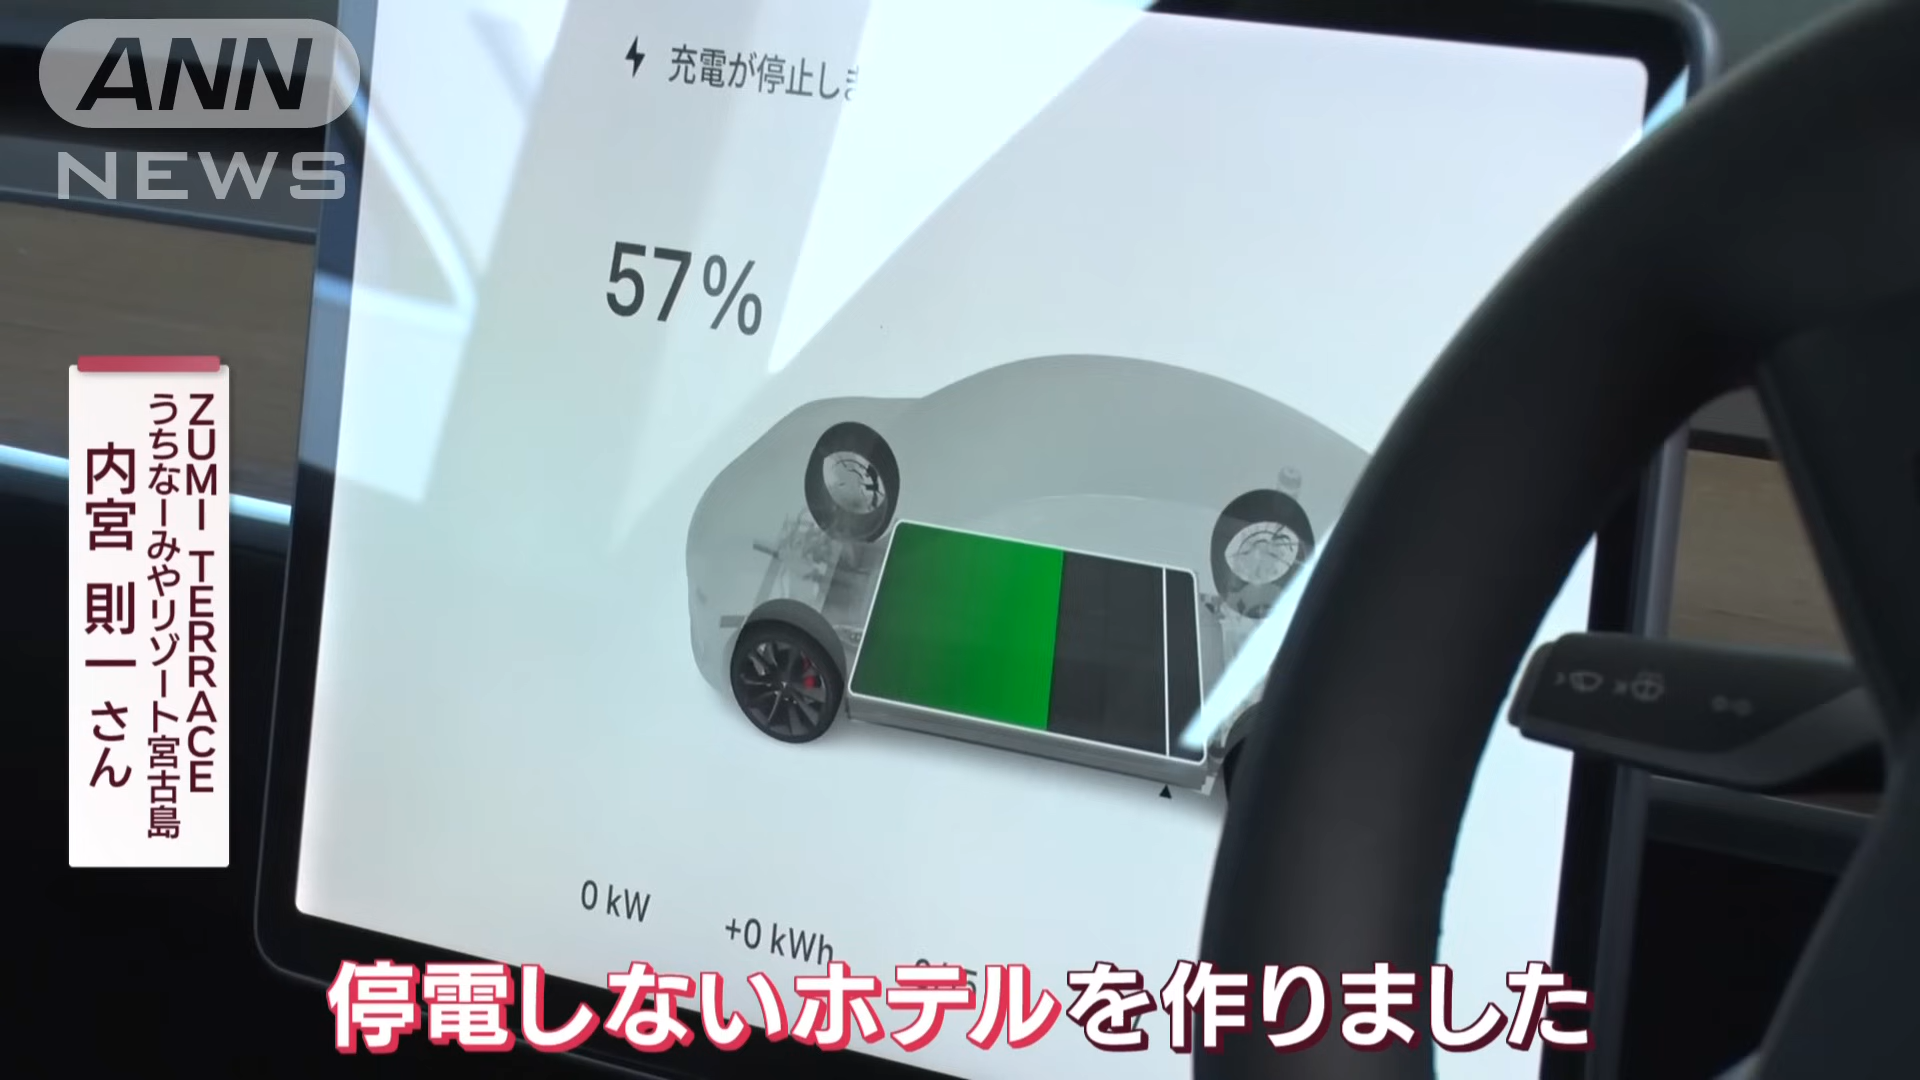 ANN
NEWS
充電が停止しま
57%
ZUMI TERRACE
うちなーみやリゾート宮古島
内宮 則一 さん
0 kW
+0 kWh
停電しないホテルを作りました